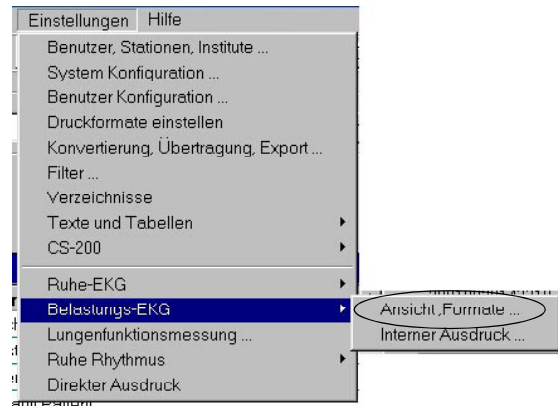 Einstellungen Hilfe
Benutzer, Stationen, Institute ...
System Konfiguration ...
Benutzer Konfiguration ...
Druckformate einstellen
Konvertierung, Übertragung, Export ...
Filter ...
Verzeichnisse
Texte und Tabellen
CS-200
Ruhe-EKG
Belastungs-EKG
Ansicht, Formate ...
Lungenfunktionsmessung ...
Interner Ausdruck ...
Ruhe Rhythmus
Direkter Ausdruck